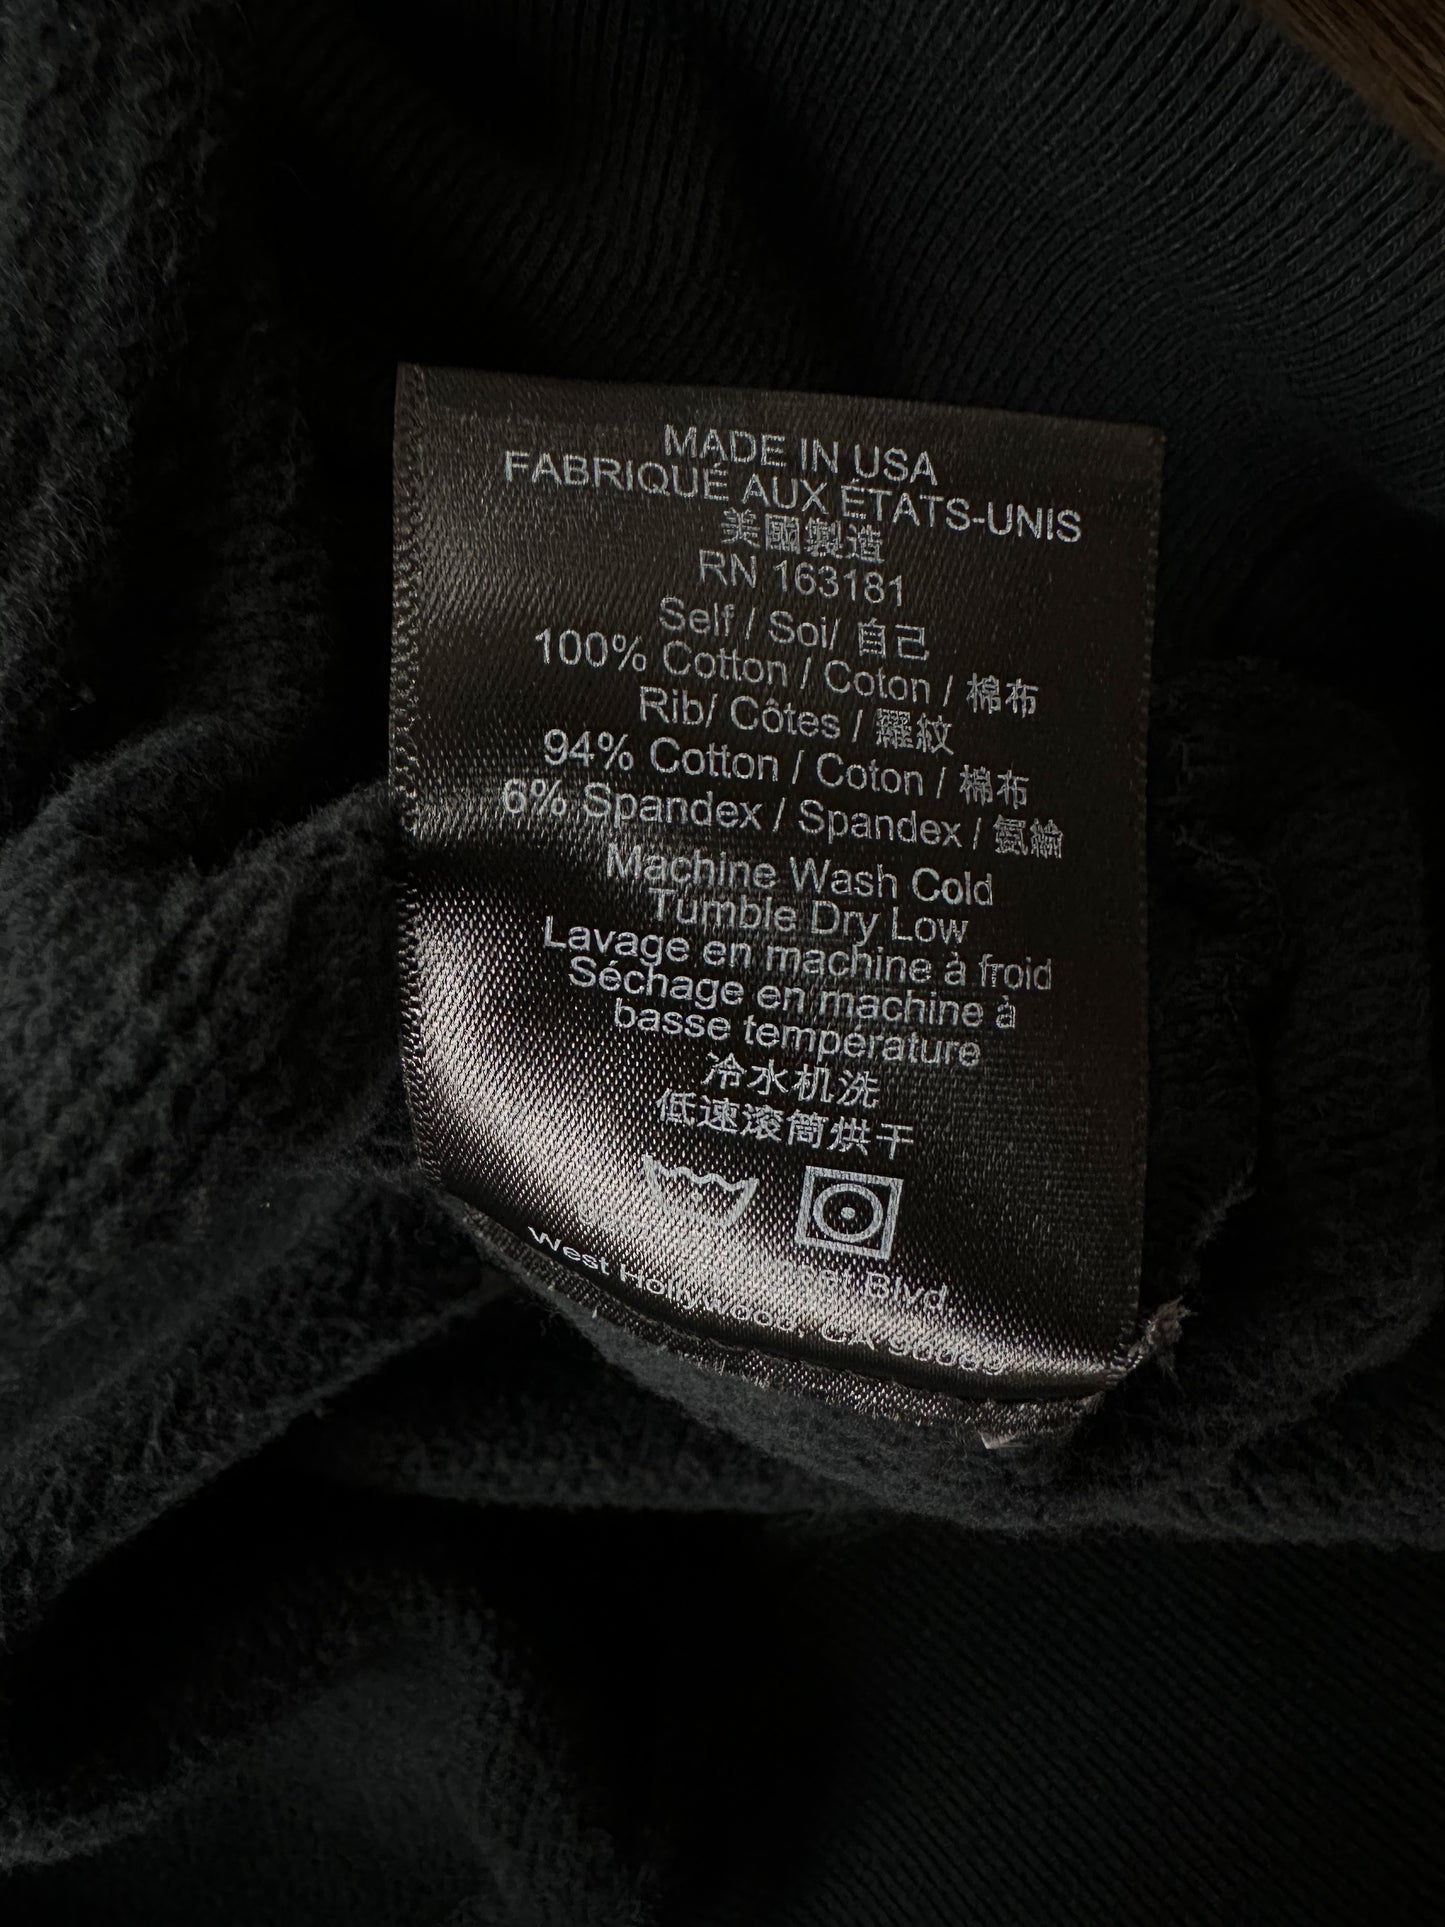 MADE IN USA
FABRIQUÉ AUX ÉTATS-UNIS
美國製造
RN 163181
Self / Soi/ 自己
100% Cotton / Coton / 棉布
Rib/ Côtes / 羅紋
94% Cotton / Coton / 棉布
6% Spandex / Spandex / 氨綸
Machine Wash Cold
Tumble Dry Low
Lavage en machine à froid
Séchage en machine à
basse température
冷水机洗
低速滚筒烘干
Blvd.
West Hollywood, CA 90069